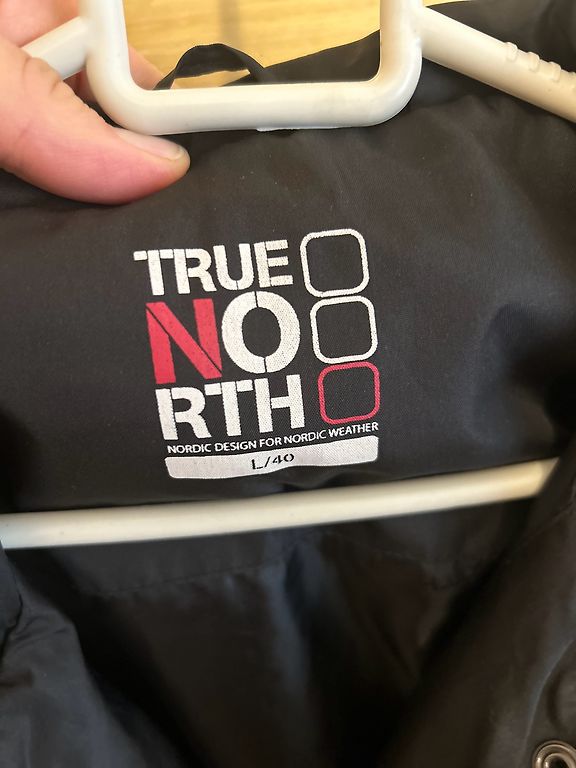 TRUE
NO
RTH
NORDIC DESIGN FOR NORDIC WEATHER
L/40